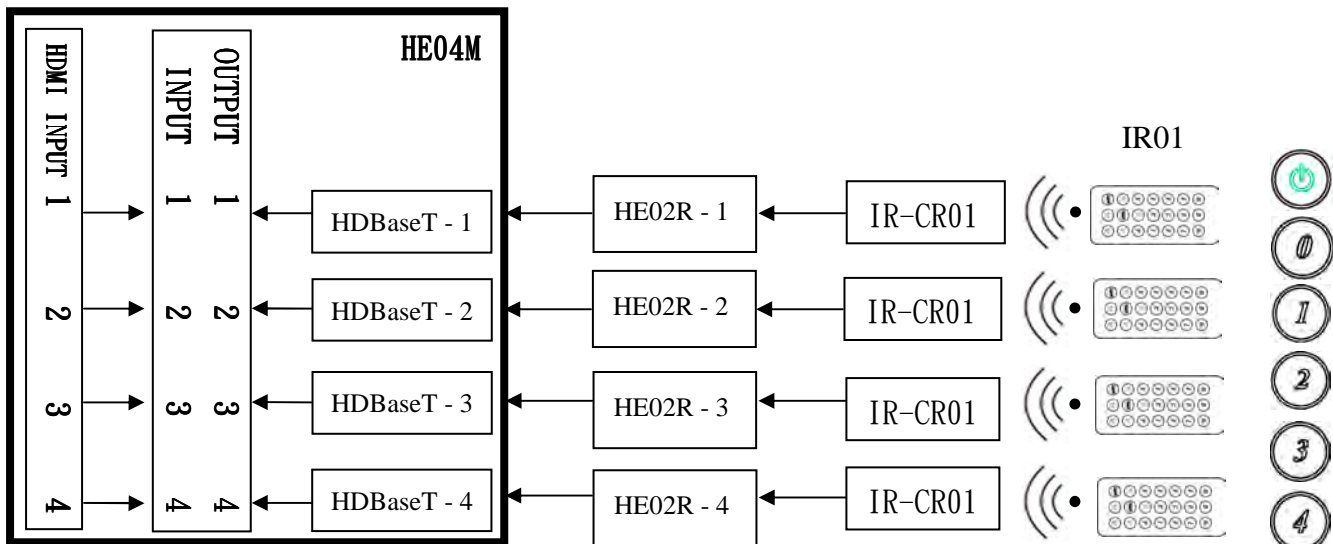 HE04M
HDMI INPUT 1 2 3 4
INPUT 1 2 3 4
OUTPUT 1 2 3 4
HDBaseT - 1
HDBaseT - 2
HDBaseT - 3
HDBaseT - 4
HE02R - 1
HE02R - 2
HE02R - 3
HE02R - 4
IR-CR01
IR-CR01
IR-CR01
IR-CR01
IR01
0
1
2
3
4